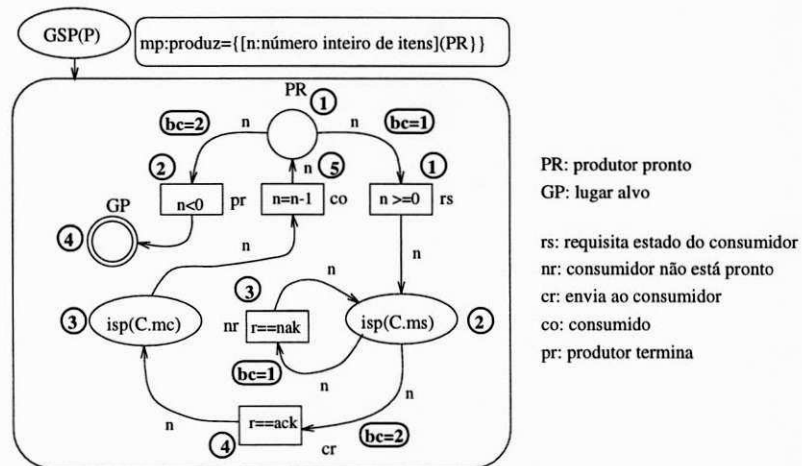 GSP(P)
mp:produz={[n:número inteiro de itens](PR}}
PR
1
bc=2
n
n
bc=1
2
n
5
1
n<0
pr
n=n-1
co
n >=0
rs
GP
4
n
n
3
n
3
isp(C.mc)
nr
r==nak
isp(C.ms)
2
bc=1
n
n
n
r==ack
bc=2
4
cr
PR: produtor pronto
GP: lugar alvo
rs: requisita estado do consumidor
nr: consumidor não está pronto
cr: envia ao consumidor
co: consumido
pr: produtor termina